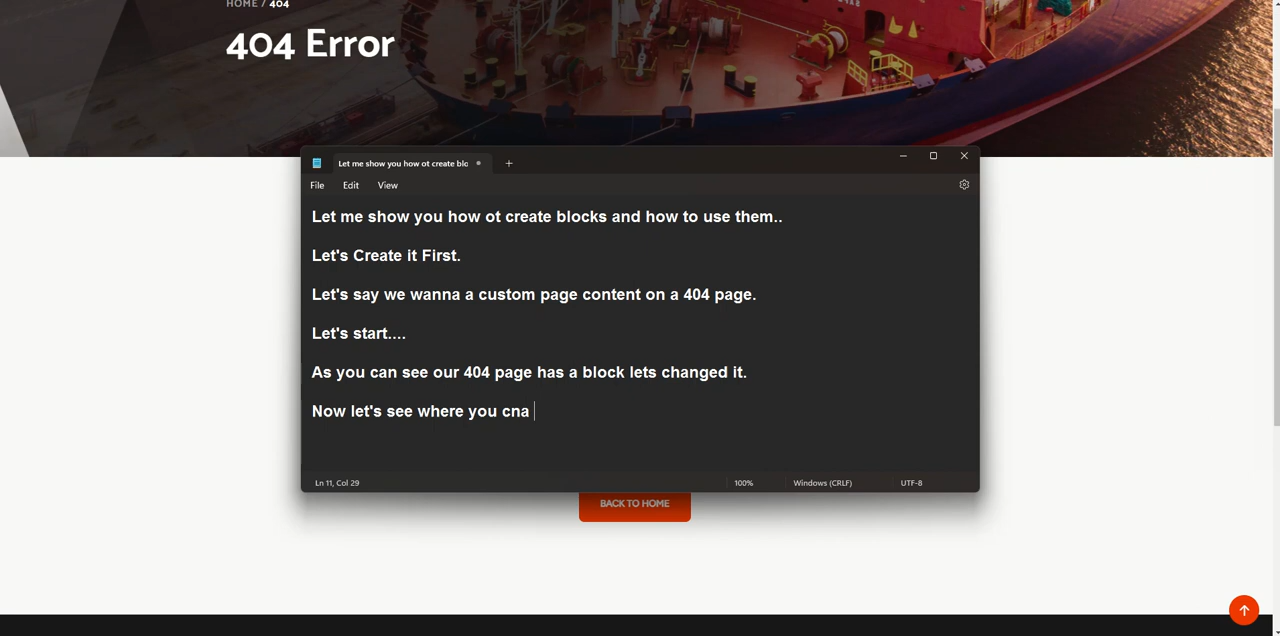 HOME / 404
404 Error
Let me show you how ot create blc
File Edit View
Let me show you how ot create blocks and how to use them..
Let's Create it First.
Let's say we wanna a custom page content on a 404 page.
Let's start....
As you can see our 404 page has a block lets changed it.
Now let's see where you cna
Ln 11, Col 29 100% Windows (CRLF) UTF-8
BACK TO HOME